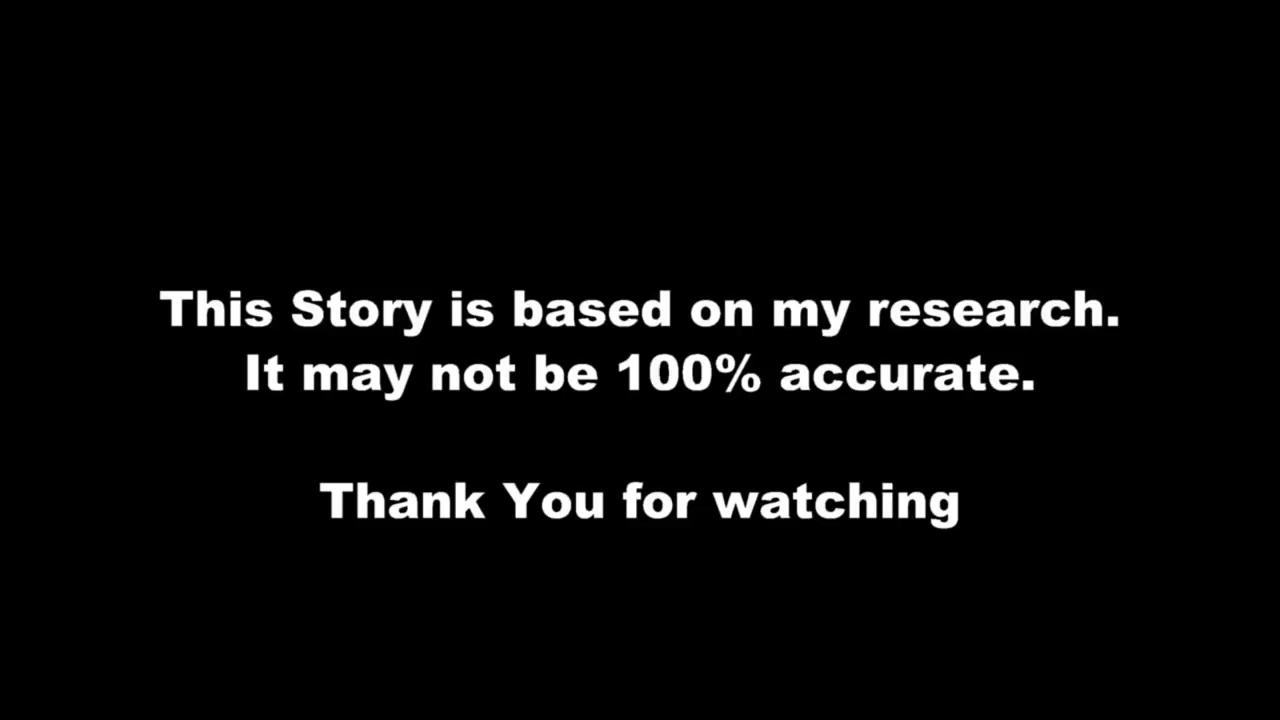 This Story is based on my research.
It may not be 100% accurate.
Thank You for watching